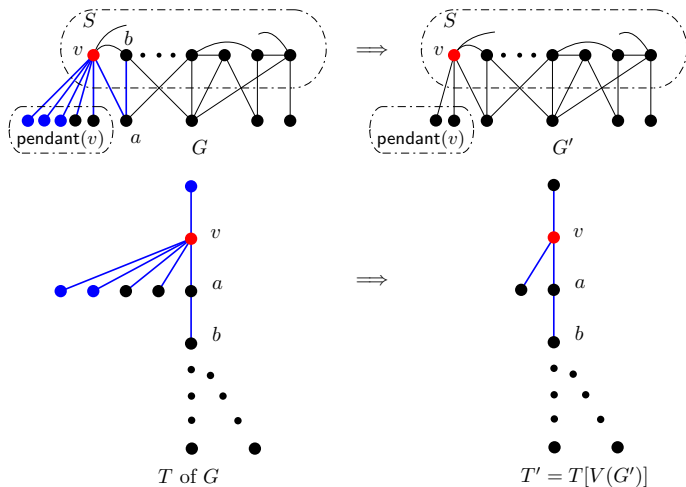 S
v b ⟹
pendant(v) a G pendant(v) G′
v v
a ⟹ a
b b
T of G T′ = T[V(G′)]
S
v